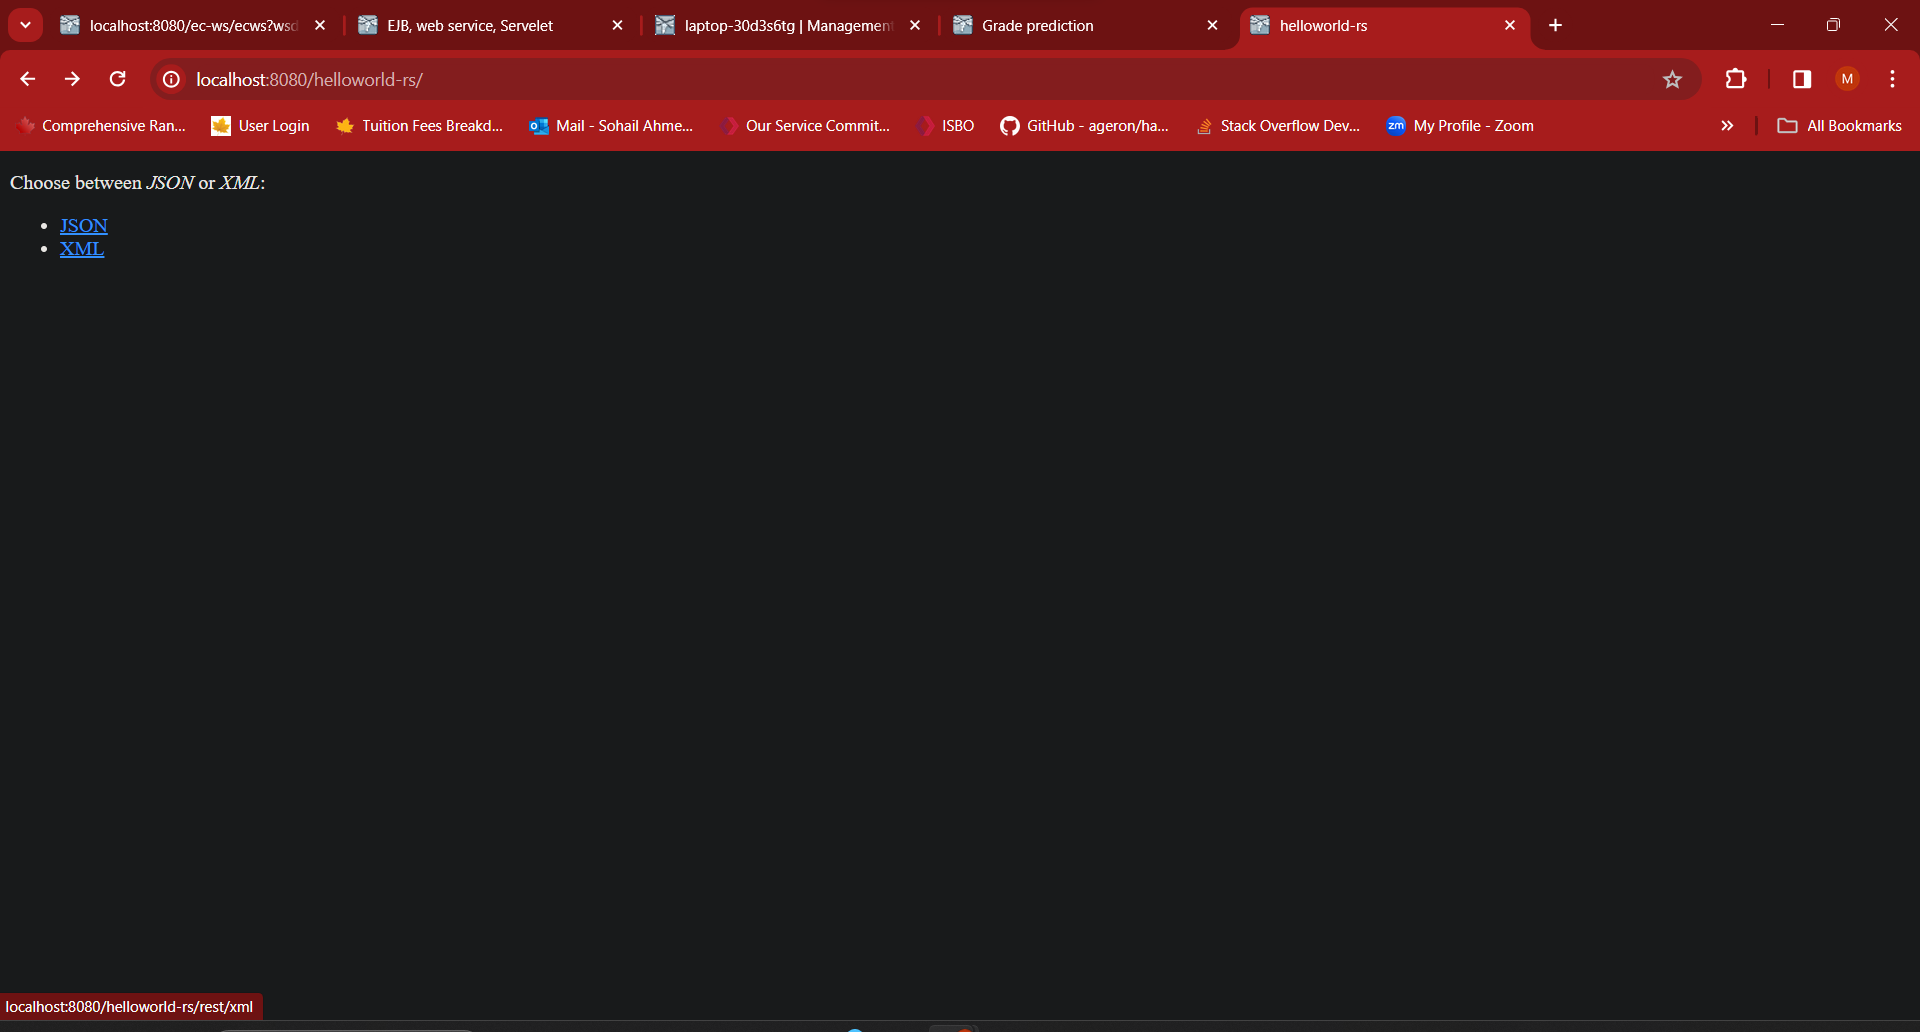 localhost:8080/ec-ws/ecws?wsd
EJB, web service, Servelet
laptop-30d3s6tg | Management
Grade prediction
helloworld-rs
localhost:8080/helloworld-rs/
M
Comprehensive Ran...
User Login
Tuition Fees Breakd...
Mail - Sohail Ahme...
Our Service Commit...
ISBO
GitHub - ageron/ha...
Stack Overflow Dev...
zm
My Profile - Zoom
All Bookmarks
Choose between JSON or XML:
JSON
XML
localhost:8080/helloworld-rs/rest/xml